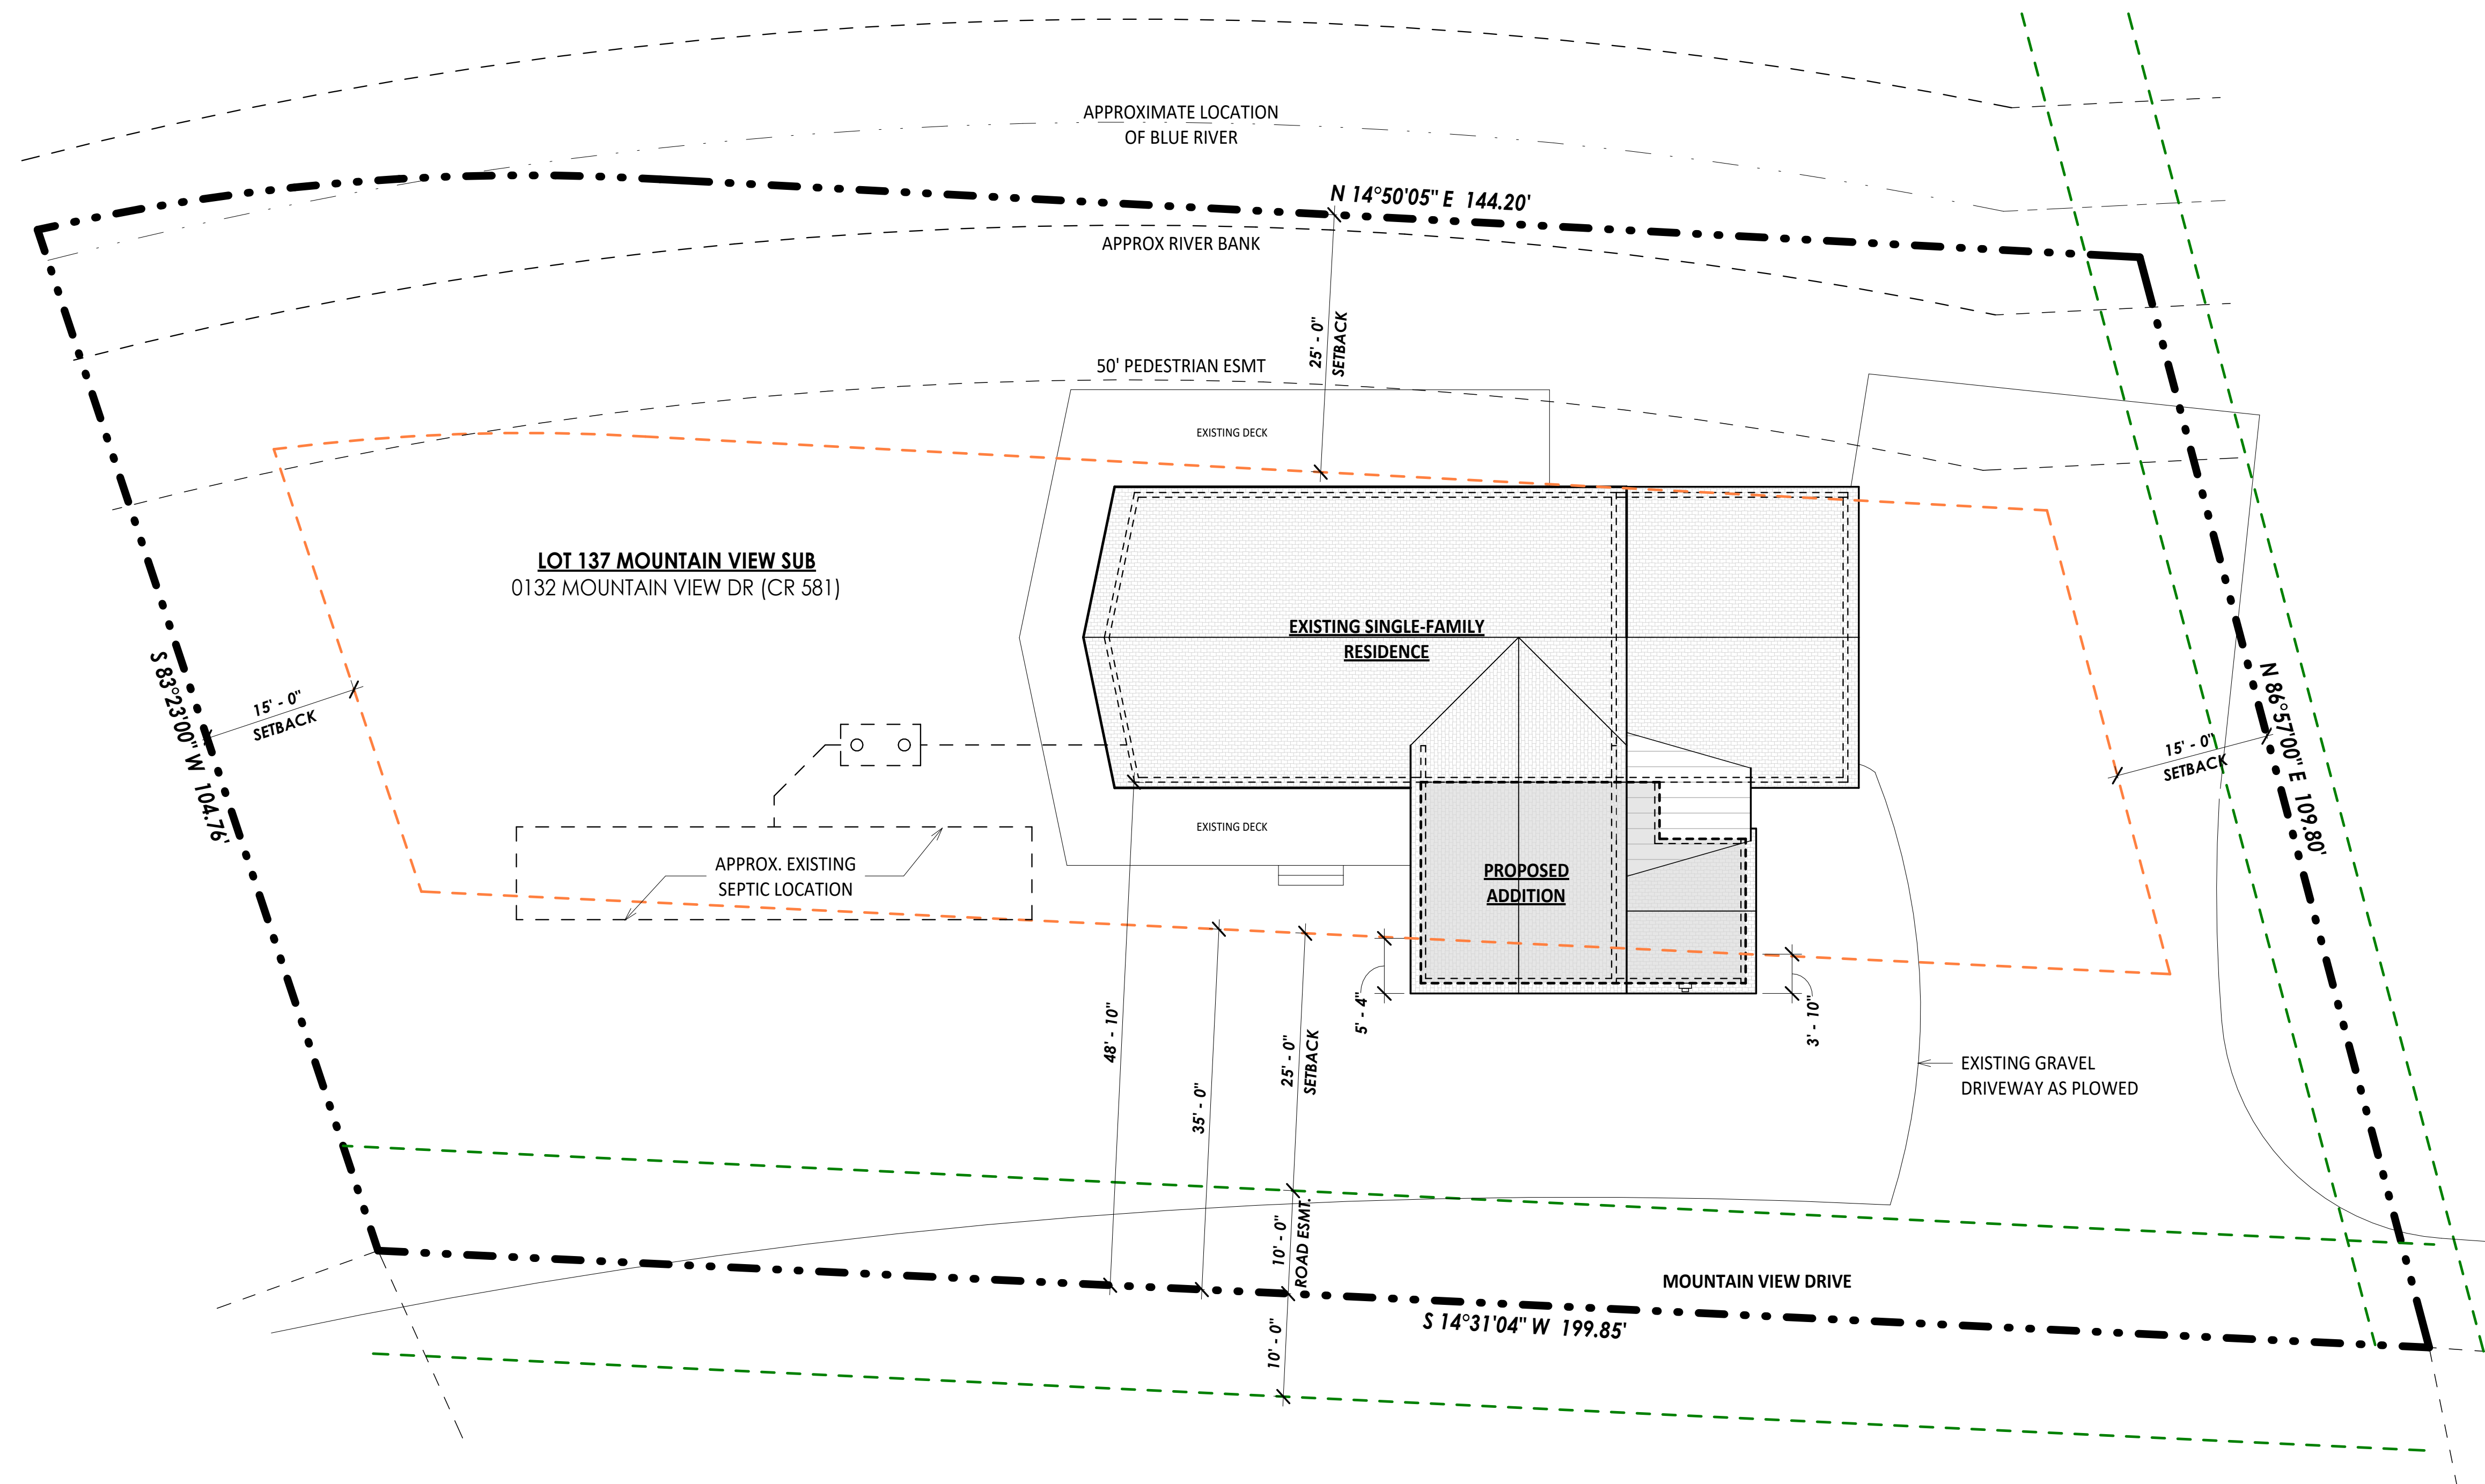 APPROXIMATE LOCATION
OF BLUE RIVER
N 14°50'05" E 144.20'
APPROX RIVER BANK
25' - 0"
SETBACK
50' PEDESTRIAN ESMT
EXISTING DECK
LOT 137 MOUNTAIN VIEW SUB
0132 MOUNTAIN VIEW DR (CR 581)
EXISTING SINGLE-FAMILY
RESIDENCE
S 83°23'00" W 104.76'
15' - 0"
SETBACK
N 86°57'00" E 109.80'
15' - 0"
SETBACK
EXISTING DECK
APPROX. EXISTING
SEPTIC LOCATION
PROPOSED
ADDITION
48' - 10"
35' - 0"
25' - 0"
SETBACK
5' - 4"
3' - 10"
EXISTING GRAVEL
DRIVEWAY AS PLOWED
10' - 0"
ROAD ESMT.
MOUNTAIN VIEW DRIVE
S 14°31'04" W 199.85'
10' - 0"